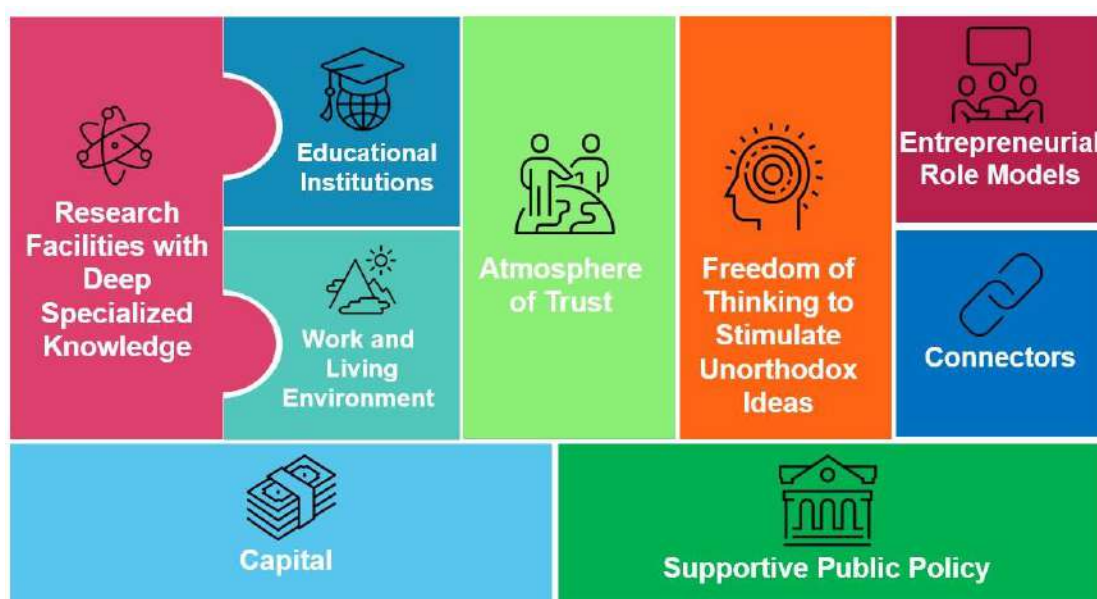 Research
Facilities with
Deep
Specialized
Knowledge
Educational
Institutions
Work and
Living
Environment
Atmosphere
of Trust
Freedom of
Thinking to
Stimulate
Unorthodox
Ideas
Entrepreneurial
Role Models
Connectors
Capital
Supportive Public Policy